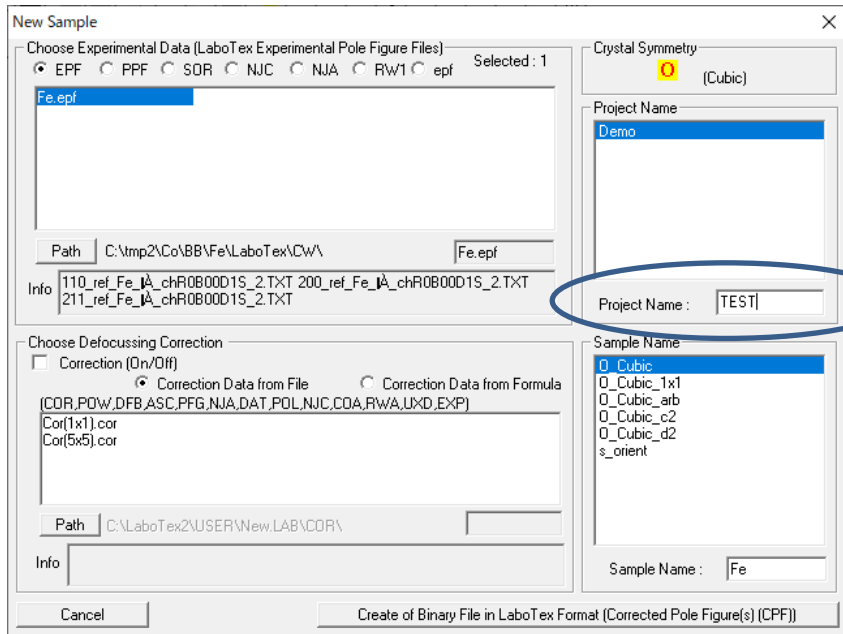 New Sample
Choose Experimental Data (LaboTex Experimental Pole Figure Files)
EPF PPF SOR NJC NJA RW1 epf Selected : 1
Fe.epf
Path C:\tmp2\Co\BB\Fe\LaboTex\CW\ Fe.epf
Info 110_ref_Fe_ÍÀ_chR0B00D1S_2.TXT 200_ref_Fe_ÍÀ_chR0B00D1S_2.TXT
211_ref_Fe_ÍÀ_chR0B00D1S_2.TXT
Crystal Symmetry
O (Cubic)
Project Name
Demo
Project Name : TEST
Choose Defocussing Correction
Correction (On/Off)
Correction Data from File Correction Data from Formula
(COR,POW,DFB,ASC,PFG,NJA,DAT,POL,NJC,COA,RWA,UXD,EXP)
Cor(1x1).cor
Cor(5x5).cor
Path C:\LaboTex2\USER\New.LAB\COR\
Info
Sample Name
O_Cubic
O_Cubic_1x1
O_Cubic_arb
O_Cubic_c2
O_Cubic_d2
s_orient
Sample Name : Fe
Cancel Create of Binary File in LaboTex Format (Corrected Pole Figure(s) (CPF))